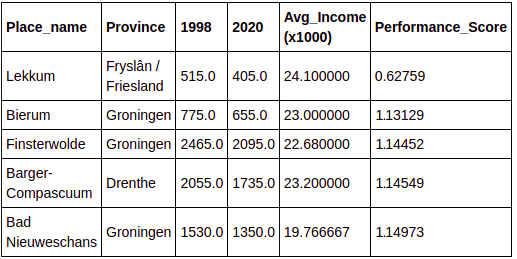 Place_name Province 1998 2020 Avg_Income (x1000) Performance_Score
Lekkum Fryslân / Friesland 515.0 405.0 24.100000 0.62759
Bierum Groningen 775.0 655.0 23.000000 1.13129
Finsterwolde Groningen 2465.0 2095.0 22.680000 1.14452
Barger-Compascuum Drenthe 2055.0 1735.0 23.200000 1.14549
Bad Nieuweschans Groningen 1530.0 1350.0 19.766667 1.14973